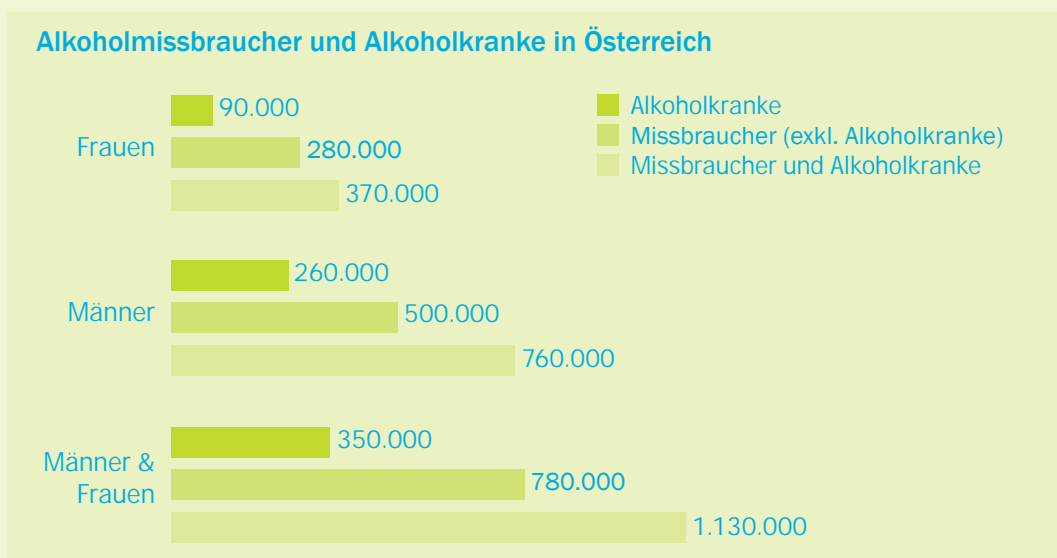 Alkoholmissbraucher und Alkoholkranke in Österreich
Alkoholkranke
Missbraucher (exkl. Alkoholkranke)
Missbraucher und Alkoholkranke
Frauen
90.000
280.000
370.000
Männer
260.000
500.000
760.000
Männer &
Frauen
350.000
780.000
1.130.000